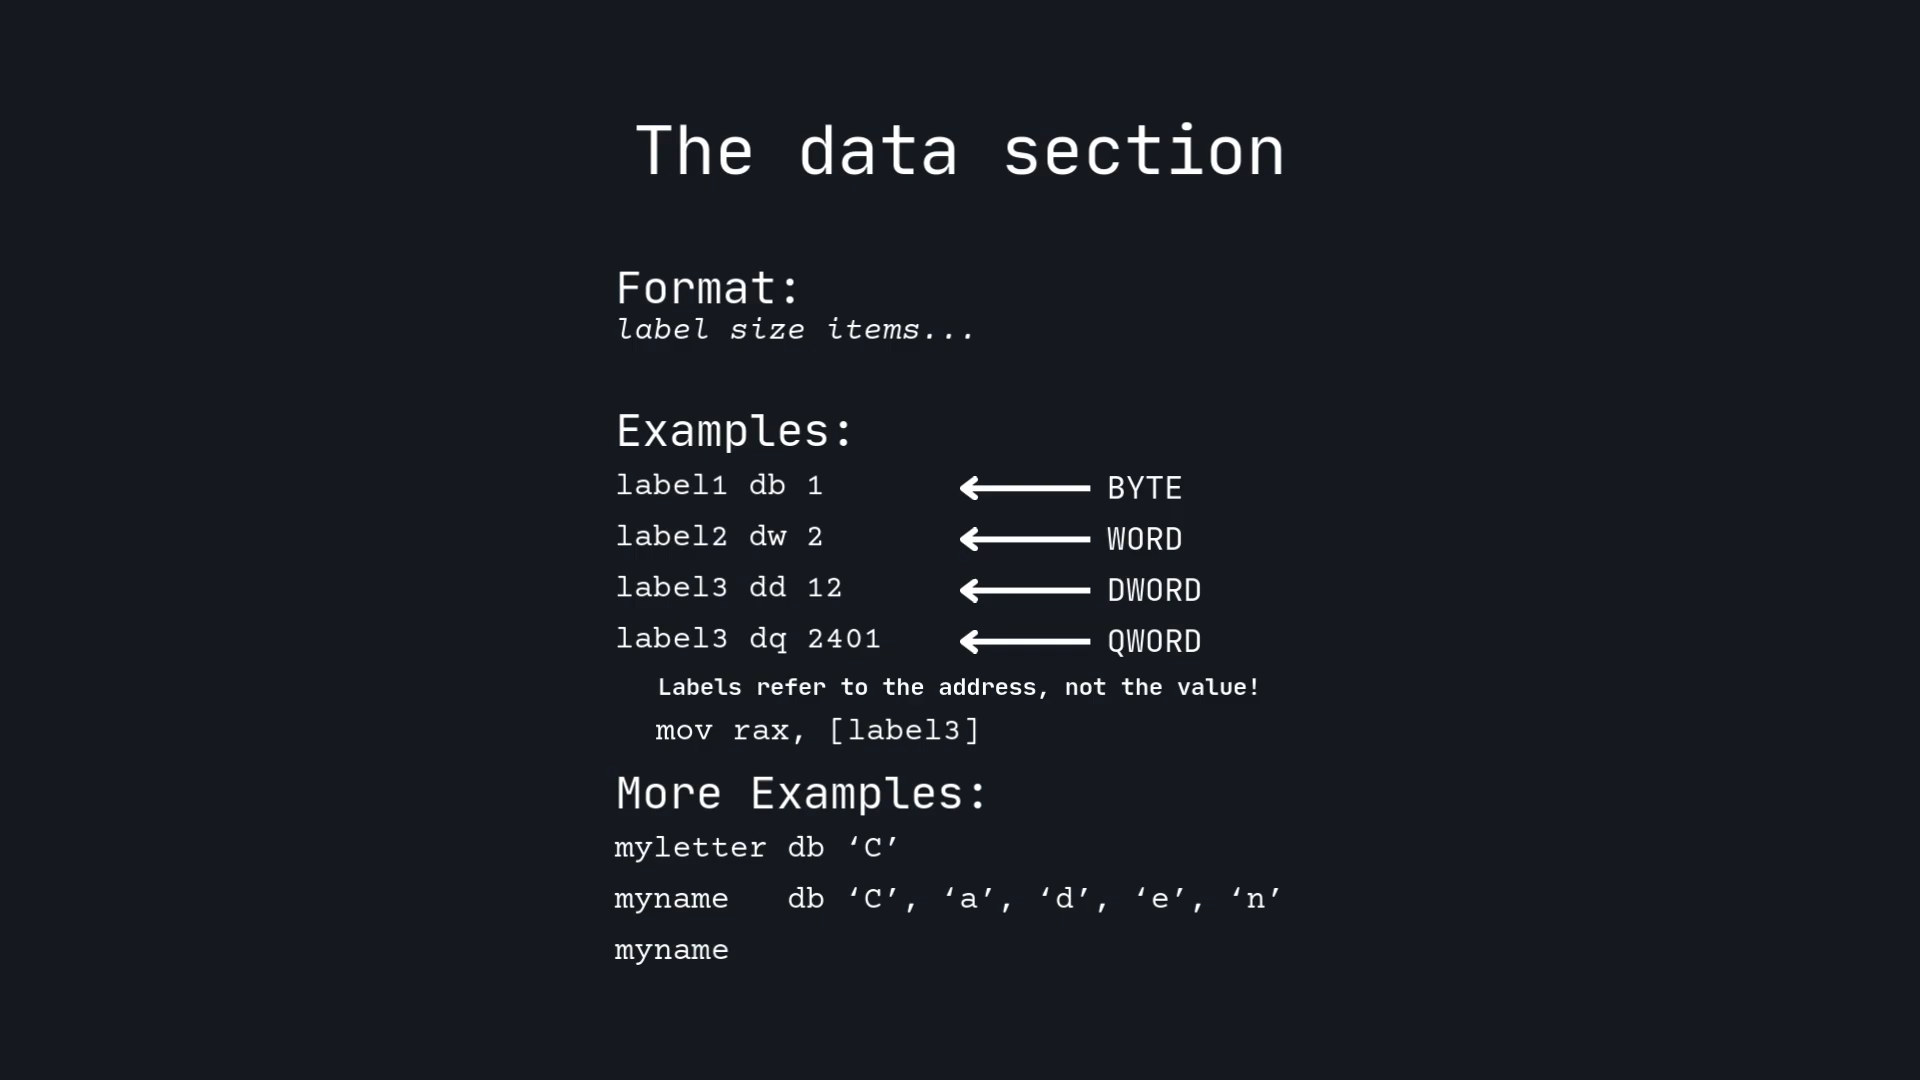 The data section
Format:
label size items...
Examples:
label1 db 1 BYTE
label2 dw 2 WORD
label3 dd 12 DWORD
label3 dq 2401 QWORD
Labels refer to the address, not the value!
mov rax, [label3]
More Examples:
myletter db ‘C’
myname db ‘C’, ‘a’, ‘d’, ‘e’, ‘n’
myname